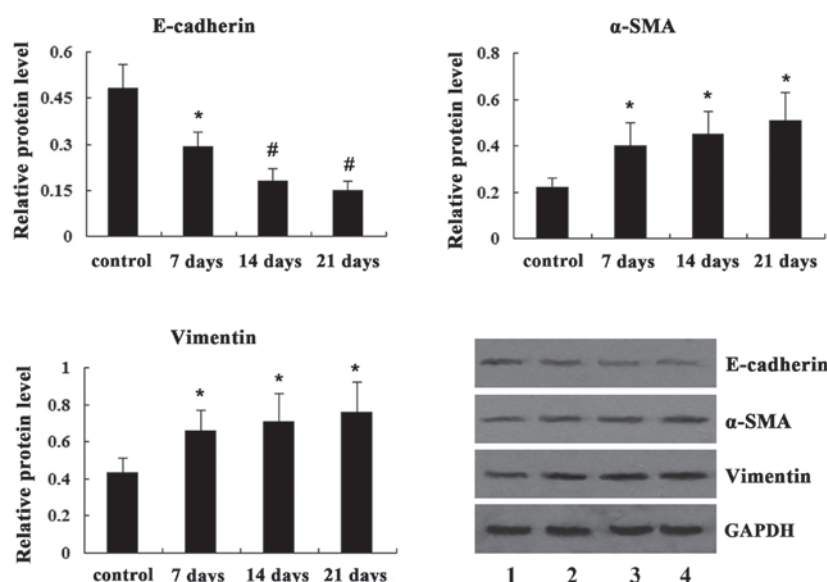 E-cadherin
Relative protein level
0.6
0.45
0.3
0.15
0
*
#
#
control 7 days 14 days 21 days
α-SMA
Relative protein level
0.8
0.6
0.4
0.2
0
*
*
*
control 7 days 14 days 21 days
Vimentin
Relative protein level
1
0.8
0.6
0.4
0.2
0
*
*
*
control 7 days 14 days 21 days
E-cadherin
α-SMA
Vimentin
GAPDH
1 2 3 4